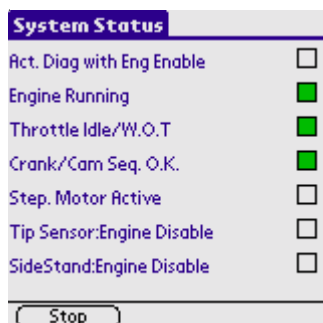 System Status
Act. Diag with Eng Enable
Engine Running
Throttle Idle/W.O.T
Crank/Cam Seq. O.K.
Step. Motor Active
Tip Sensor:Engine Disable
SideStand:Engine Disable
Stop